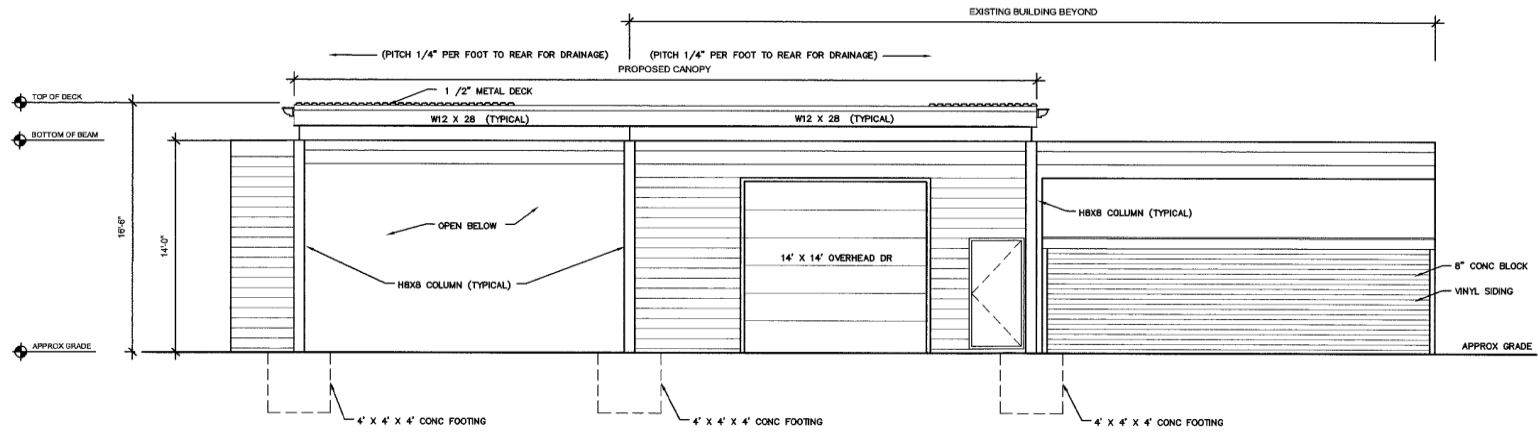 EXISTING BUILDING BEYOND
(PITCH 1/4" PER FOOT TO REAR FOR DRAINAGE)
(PITCH 1/4" PER FOOT TO REAR FOR DRAINAGE)
PROPOSED CANOPY
TOP OF DECK
1 /2" METAL DECK
W12 X 28 (TYPICAL)
W12 X 28 (TYPICAL)
BOTTOM OF BEAM
16'-6"
14'-0"
OPEN BELOW
H8X8 COLUMN (TYPICAL)
14' X 14' OVERHEAD DR
H8X8 COLUMN (TYPICAL)
8" CONC BLOCK
VINYL SIDING
APPROX GRADE
APPROX GRADE
4' X 4' X 4' CONC FOOTING
4' X 4' X 4' CONC FOOTING
4' X 4' X 4' CONC FOOTING